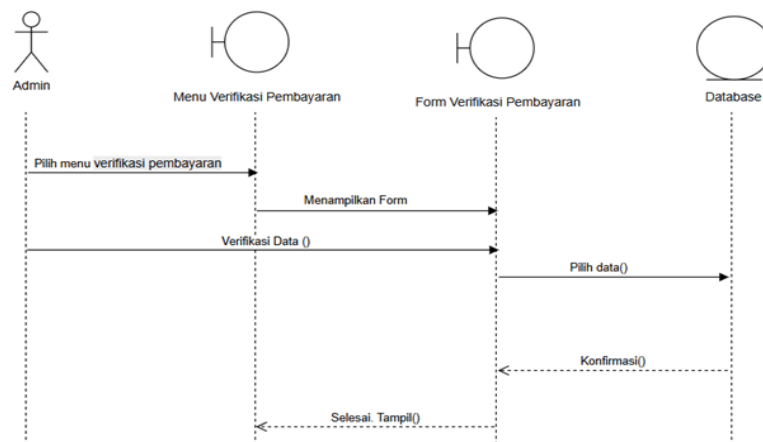 Admin
Menu Verifikasi Pembayaran
Form Verifikasi Pembayaran
Database
Pilih menu verifikasi pembayaran
Menampilkan Form
Verifikasi Data ()
Pilih data()
Konfirmasi()
Selesai. Tampil()